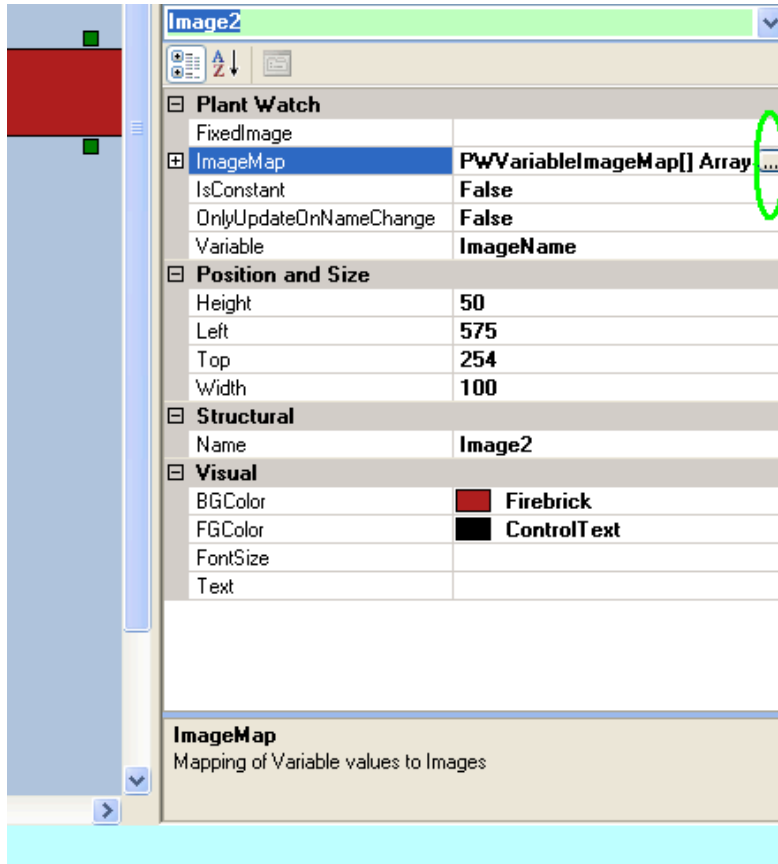 Image2
A
Z
Plant Watch
FixedImage
ImageMap PWVariableImageMap[] Array ...
IsConstant False
OnlyUpdateOnNameChange False
Variable ImageName
Position and Size
Height 50
Left 575
Top 254
Width 100
Structural
Name Image2
Visual
BGColor Firebrick
FGColor ControlText
FontSize
Text
ImageMap
Mapping of Variable values to Images